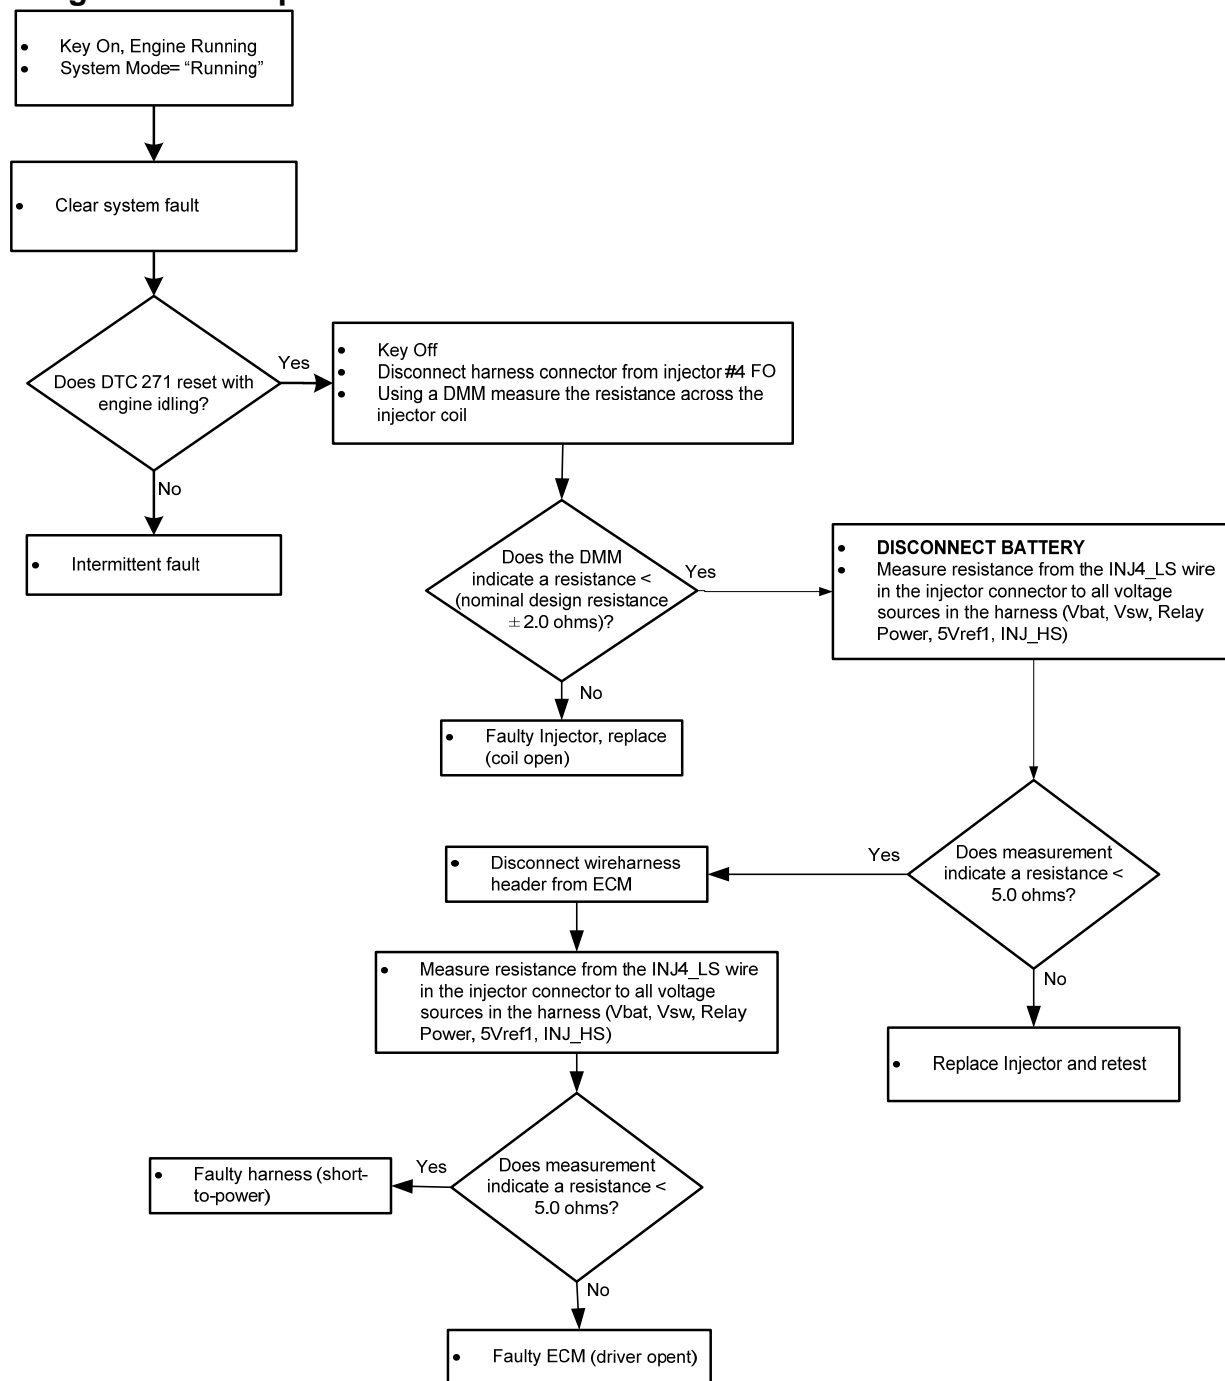 Key On, Engine Running
System Mode= “Running”
Clear system fault
Does DTC 271 reset with
engine idling?
Yes
No
Intermittent fault
Key Off
Disconnect harness connector from injector #4 FO
Using a DMM measure the resistance across the
injector coil
Does the DMM
indicate a resistance <
(nominal design resistance
± 2.0 ohms)?
Yes
No
Faulty Injector, replace
(coil open)
DISCONNECT BATTERY
Measure resistance from the INJ4_LS wire
in the injector connector to all voltage
sources in the harness (Vbat, Vsw, Relay
Power, 5Vref1, INJ_HS)
Does measurement
indicate a resistance <
5.0 ohms?
Yes
No
Replace Injector and retest
Disconnect wireharness
header from ECM
Measure resistance from the INJ4_LS wire
in the injector connector to all voltage
sources in the harness (Vbat, Vsw, Relay
Power, 5Vref1, INJ_HS)
Does measurement
indicate a resistance <
5.0 ohms?
Yes
Faulty harness (short-
to-power)
No
Faulty ECM (driver opent)